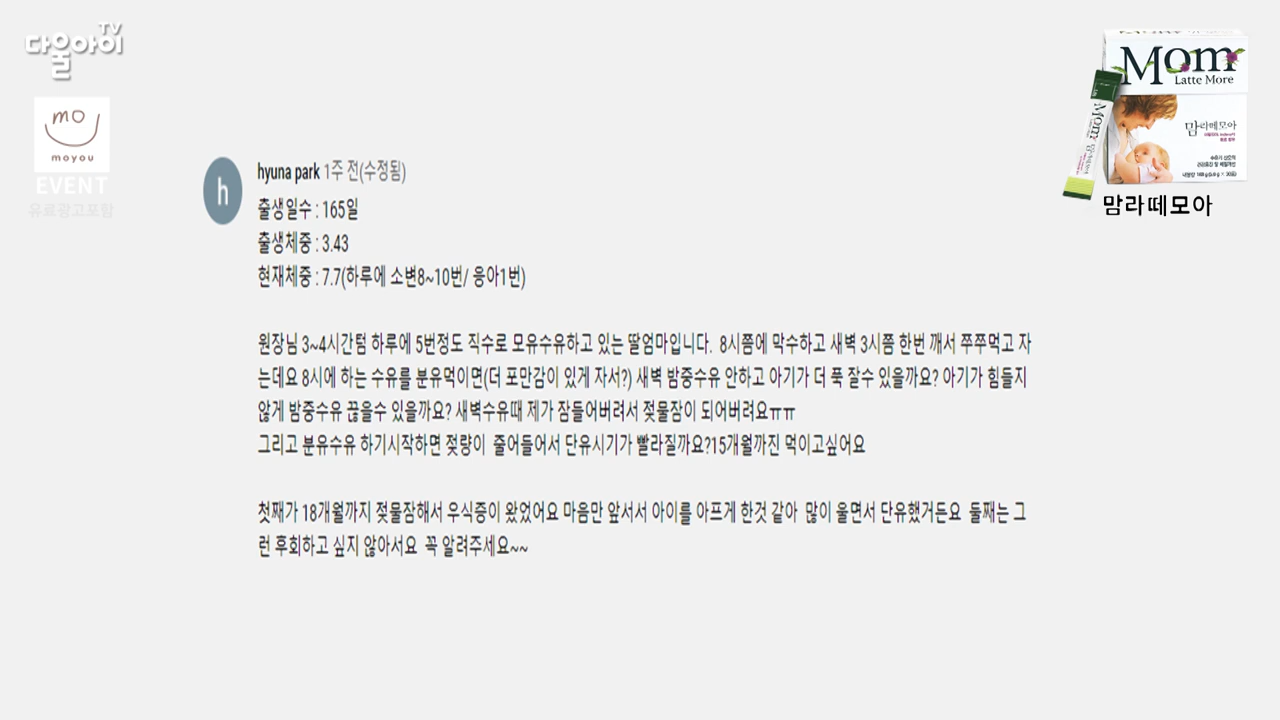 다울아이 TV
mo
moyou
EVENT
유료광고포함
Mom
Latte More
맘라떼모아
Mom 맘라떼모아
맘라떼모아
hyuna park 1주 전(수정됨)
h
출생일수 : 165일
출생체중 : 3.43
현재체중 : 7.7(하루에 소변8~10번/ 응아1번)
원장님 3~4시간텀 하루에 5번정도 직수로 모유수유하고 있는 딸엄마입니다. 8시쯤에 막수하고 새벽 3시쯤 한번 깨서 쭈쭈먹고 자
는데요 8시에 하는 수유를 분유먹이면(더 포만감이 있게 자서?) 새벽 밤중수유 안하고 아기가 더 푹 잘수 있을까요? 아기가 힘들지
않게 밤중수유 끊을수 있을까요? 새벽수유때 제가 잠들어버려서 젖물잠이 되어버려요ㅠㅠ
그리고 분유수유 하기시작하면 젖량이 줄어들어서 단유시기가 빨라질까요?15개월까진 먹이고싶어요
첫째가 18개월까지 젖물잠해서 우식증이 왔었어요 마음만 앞서서 아이를 아프게 한것 같아 많이 울면서 단유했거든요 둘째는 그
런 후회하고 싶지 않아서요 꼭 알려주세요~~